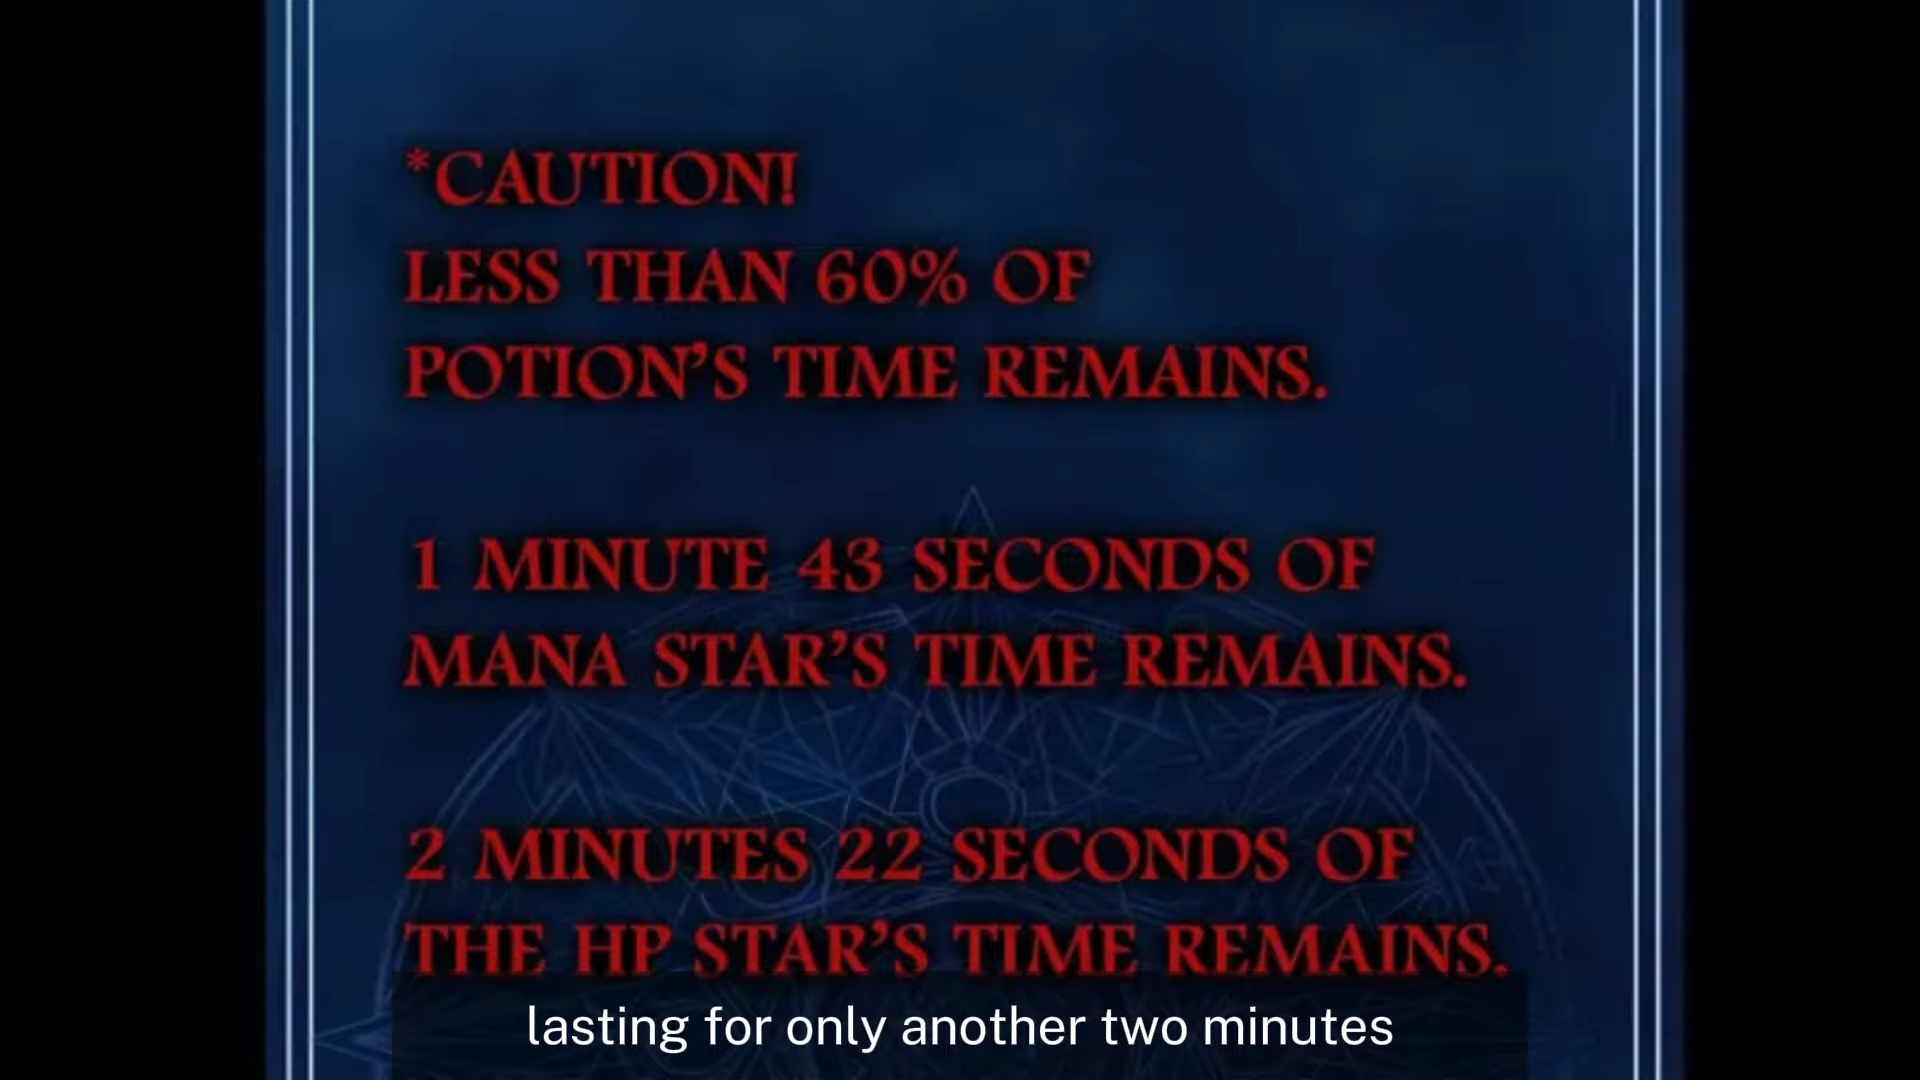 *CAUTION!
LESS THAN 60% OF
POTION'S TIME REMAINS.
1 MINUTE 43 SECONDS OF
MANA STAR'S TIME REMAINS.
2 MINUTES 22 SECONDS OF
THE HP STAR'S TIME REMAINS.
lasting for only another two minutes